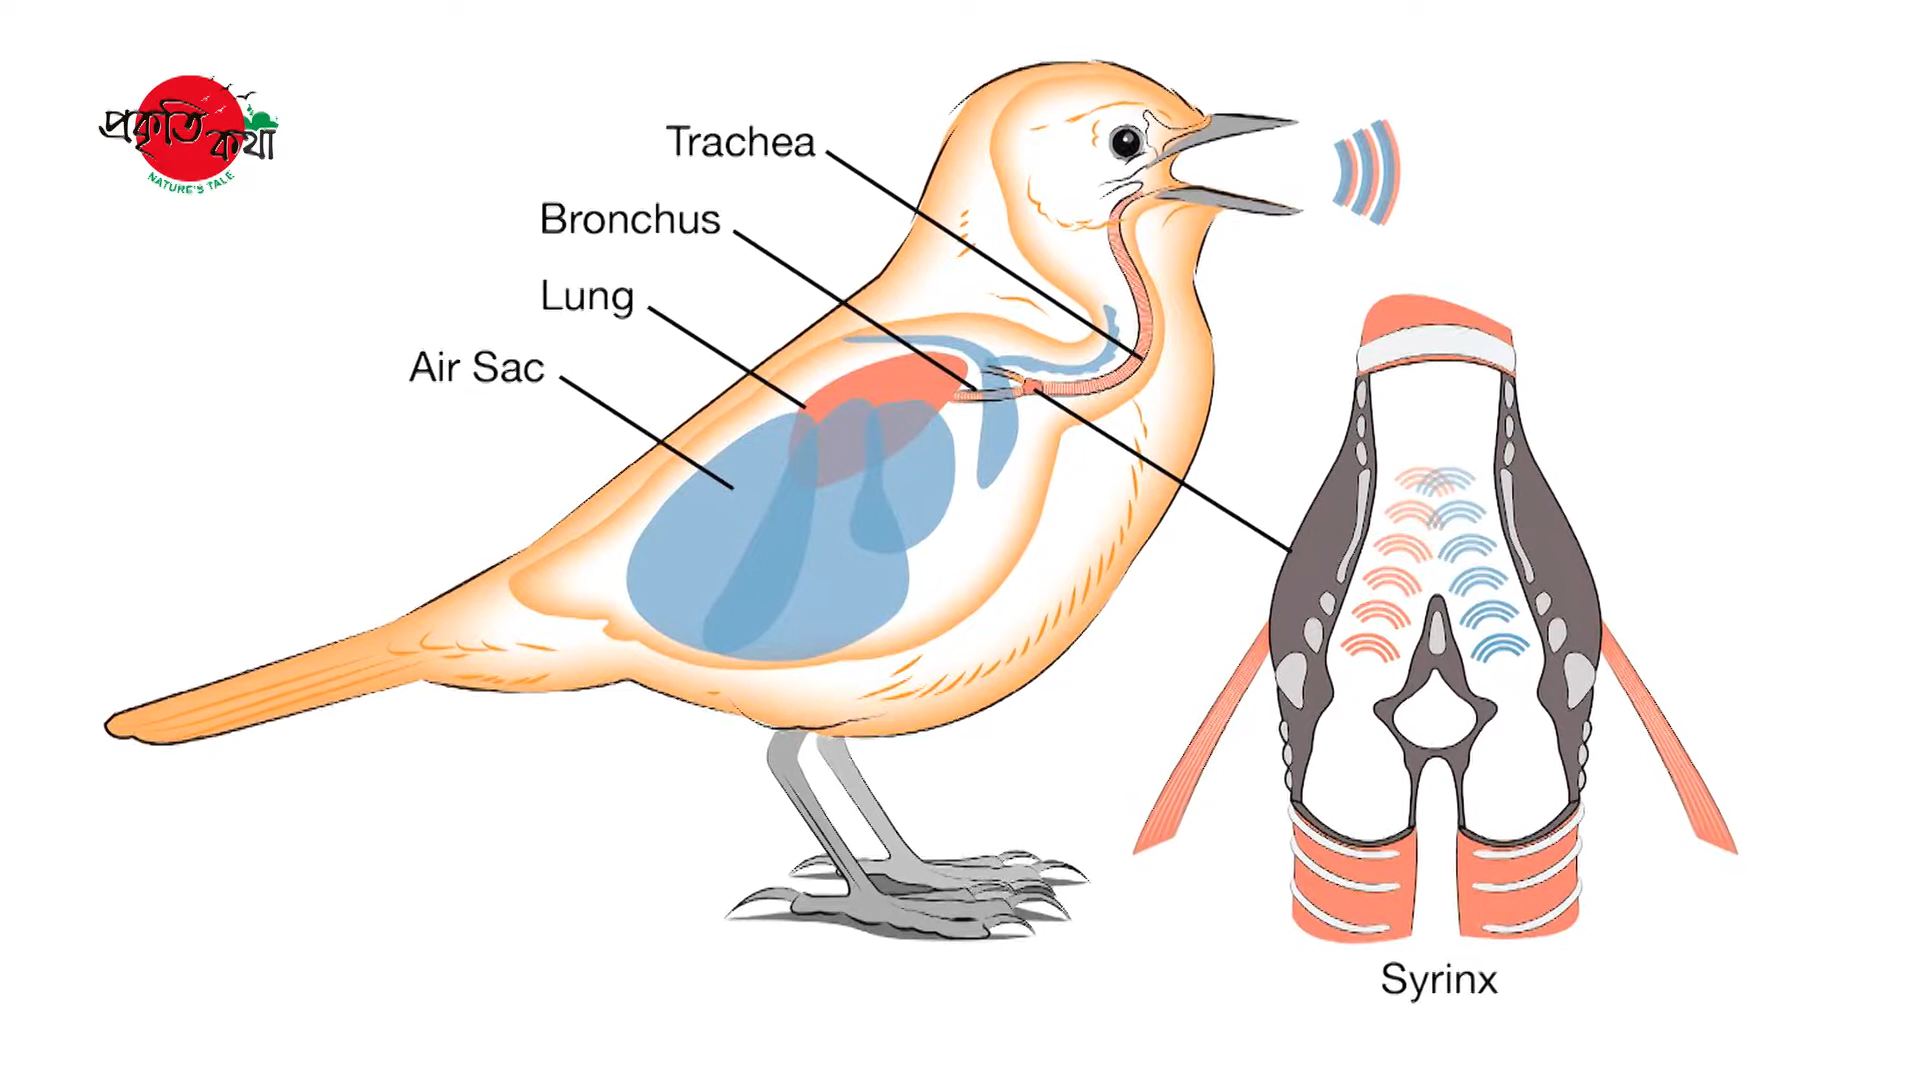 প্রকৃতি কথা
NATURE'S TALE
Trachea
Bronchus
Lung
Air Sac
Syrinx